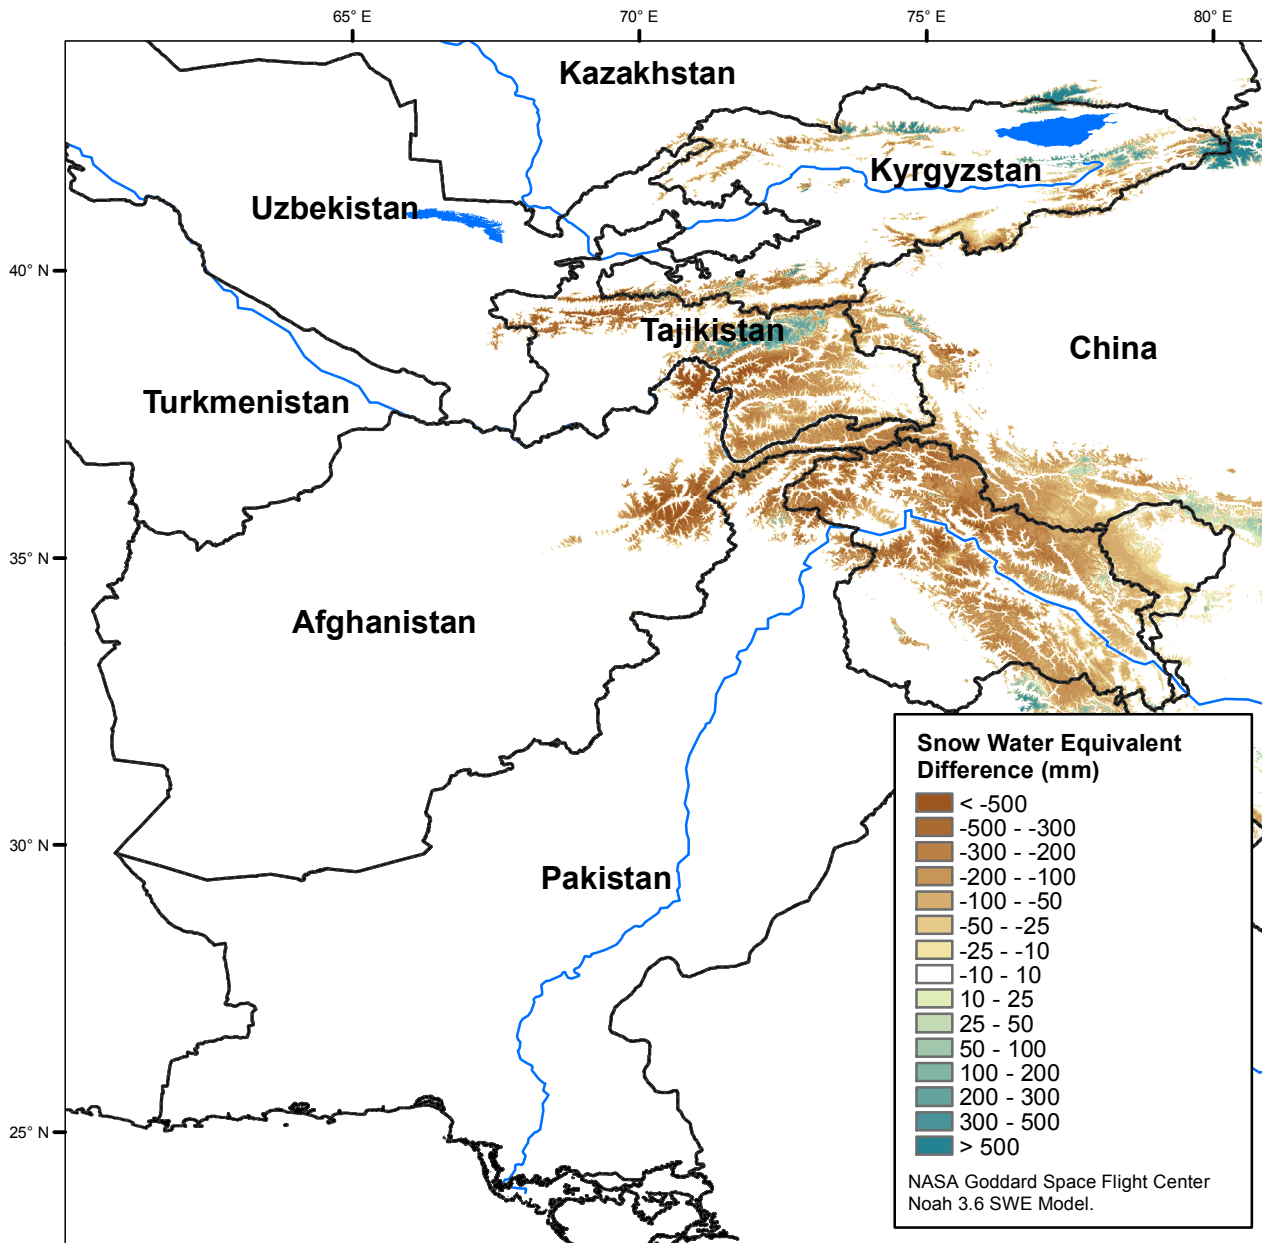 65° E 70° E 75° E 80° E
Kazakhstan
Kyrgyzstan
Uzbekistan
40° N
Tajikistan
China
Turkmenistan
35° N
Afghanistan
30° N
Pakistan
25° N
Snow Water Equivalent
Difference (mm)
< -500
-500 - -300
-300 - -200
-200 - -100
-100 - -50
-50 - -25
-25 - -10
-10 - 10
10 - 25
25 - 50
50 - 100
100 - 200
200 - 300
300 - 500
> 500
NASA Goddard Space Flight Center
Noah 3.6 SWE Model.